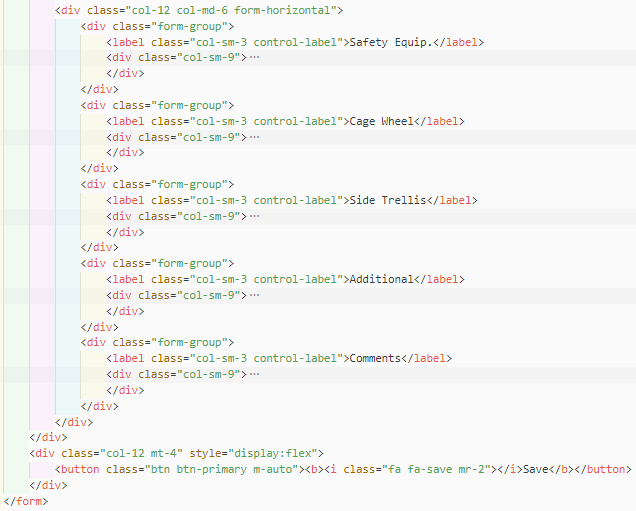 <div class="col-12 col-md-6 form-horizontal">
<div class="form-group">
<label class="col-sm-3 control-label">Safety Equip.</label>
<div class="col-sm-9">···
</div>
</div>
<div class="form-group">
<label class="col-sm-3 control-label">Cage Wheel</label>
<div class="col-sm-9">···
</div>
</div>
<div class="form-group">
<label class="col-sm-3 control-label">Side Trellis</label>
<div class="col-sm-9">···
</div>
</div>
<div class="form-group">
<label class="col-sm-3 control-label">Additional</label>
<div class="col-sm-9">···
</div>
</div>
<div class="form-group">
<label class="col-sm-3 control-label">Comments</label>
<div class="col-sm-9">···
</div>
</div>
</div>
</div>
<div class="col-12 mt-4" style="display:flex">
<button class="btn btn-primary m-auto"><b><i class="fa fa-save mr-2"></i>Save</b></button>
</div>
</form>